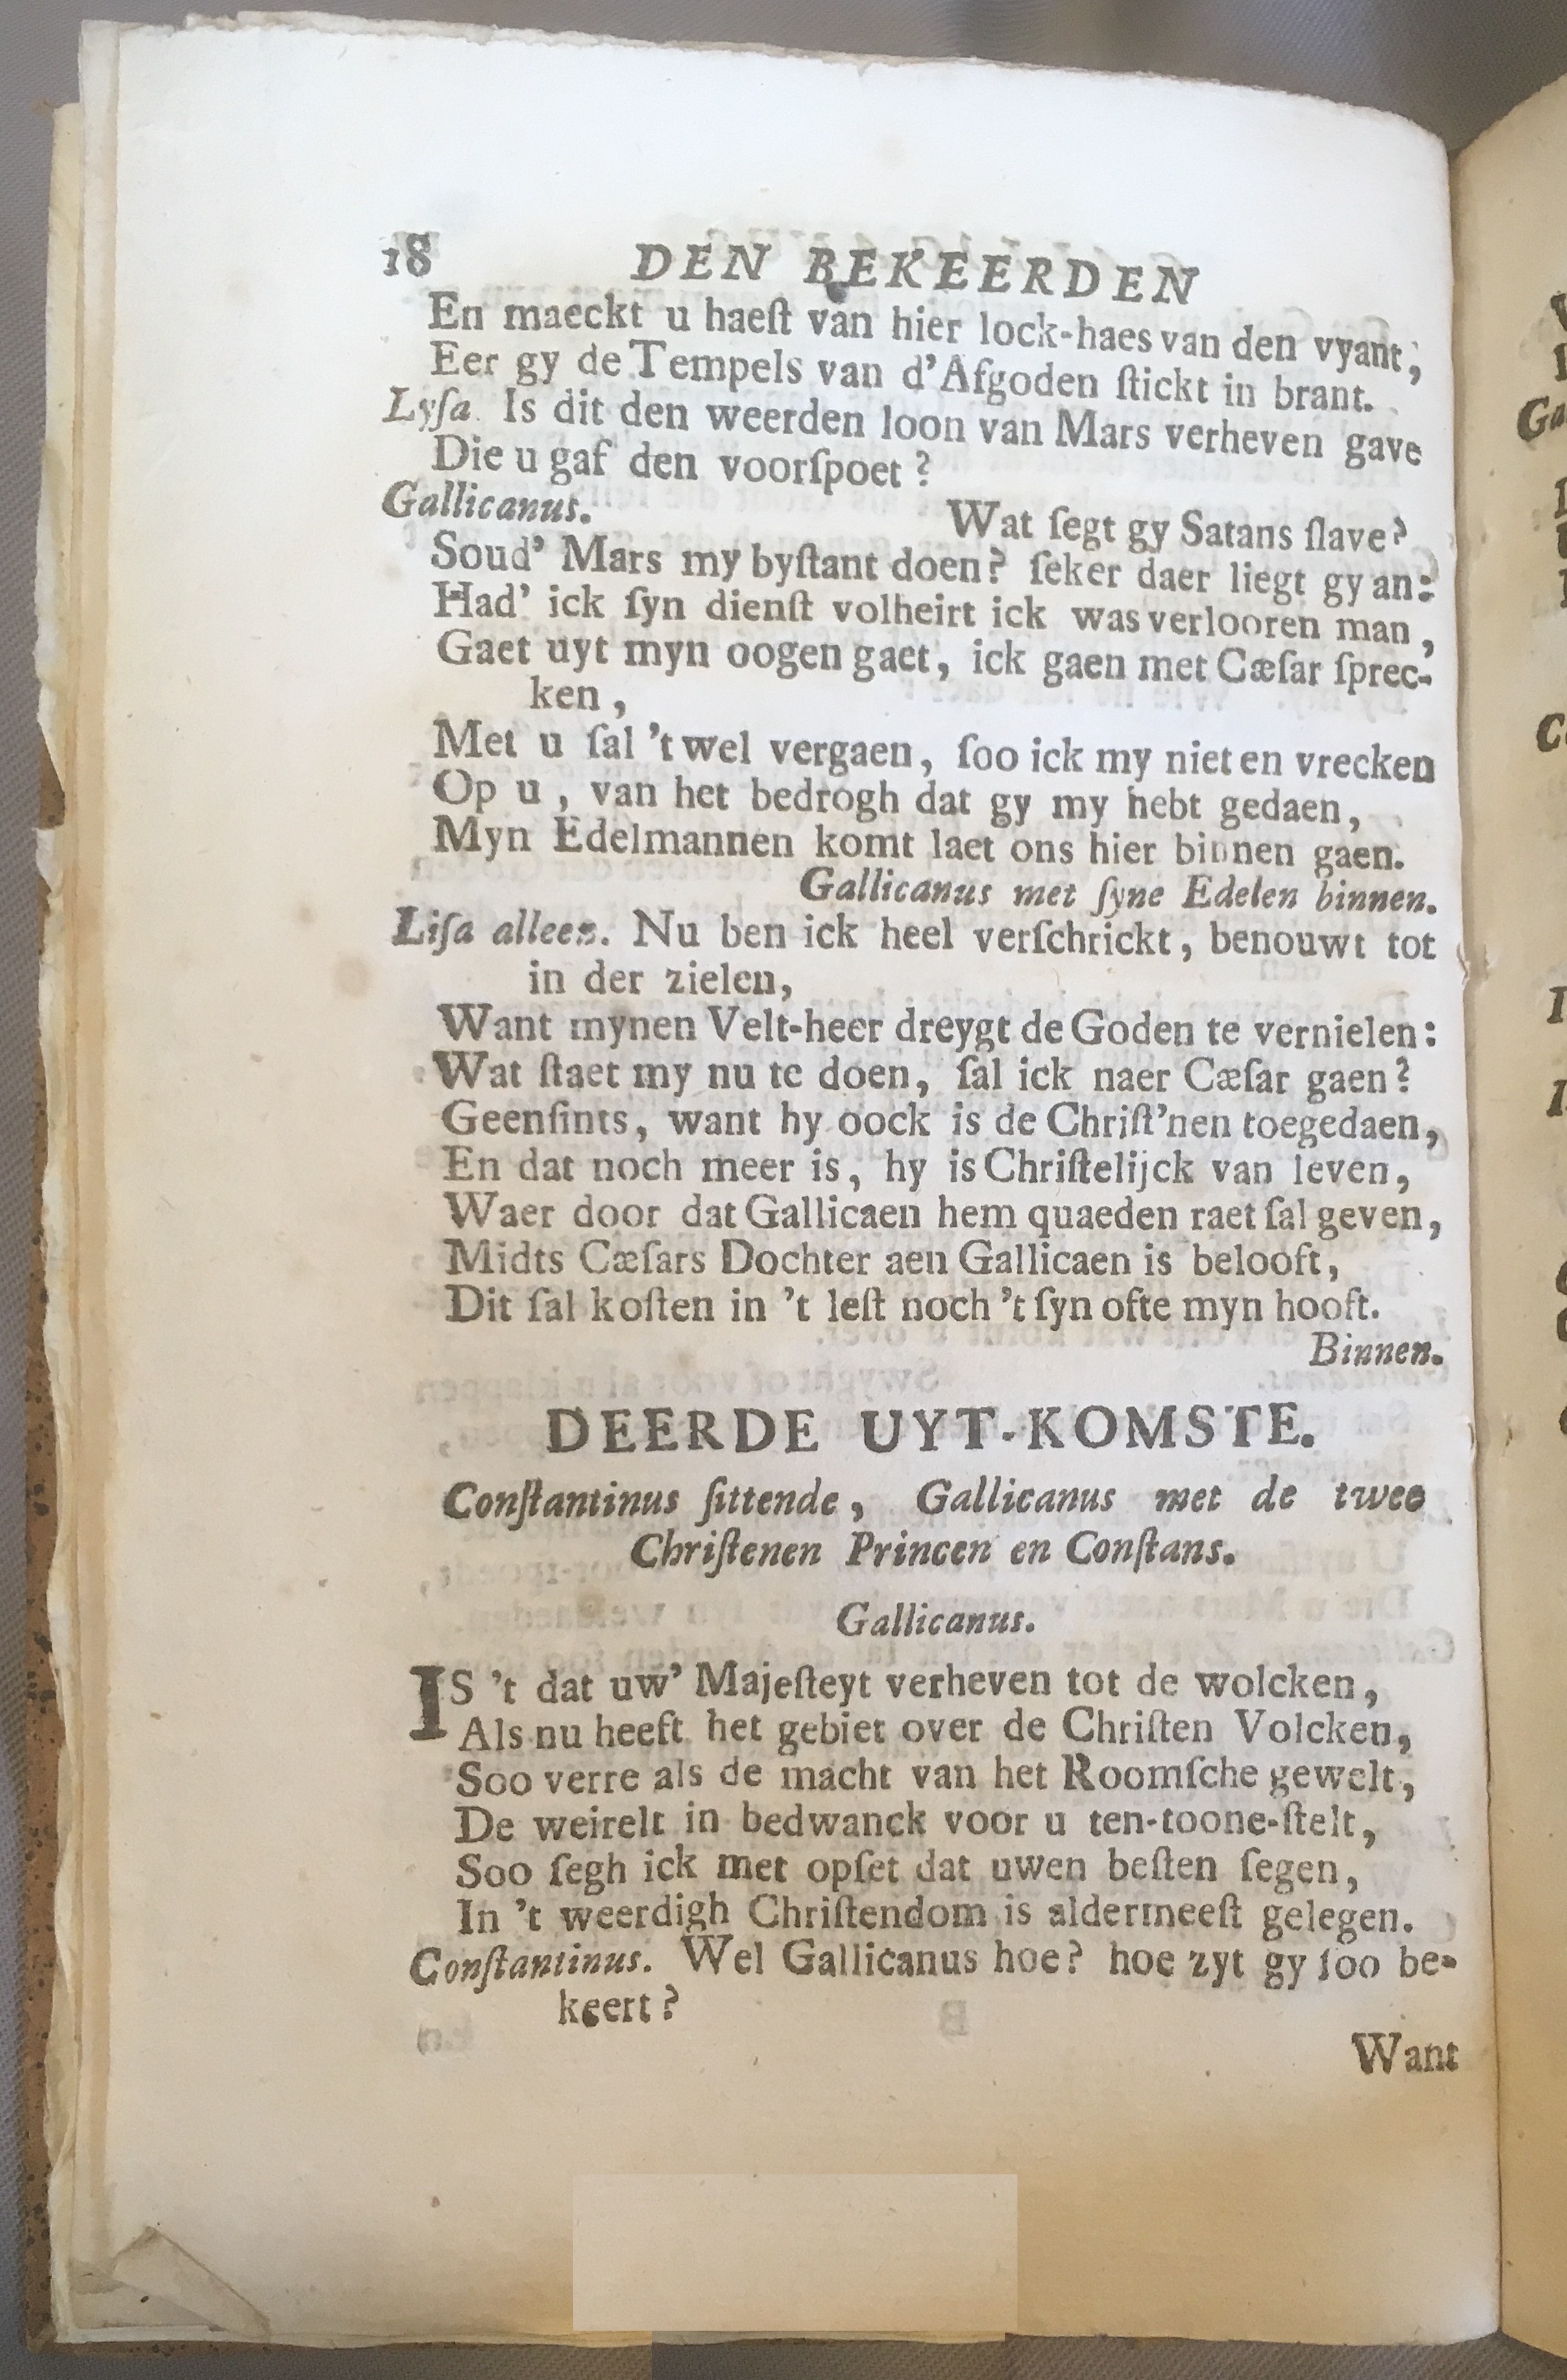 18 DEN BEKEERDEN
En maeckt u haeſt van hier lock-haes van den vyant,
Eer gy de Tempels van d'Afgoden ſtickt in brant.
Lyſa. Is dit den weerden loon van Mars verheven gave
Die u gaf den voorſpoet?
Gallicanus. Wat ſegt gy Satans ſlave?
Soud' Mars my byſtant doen? ſeker daer liegt gy an:
Had' ick ſyn dienſt volheirt ick was verlooren man,
Gaet uyt myn oogen gaet, ick gaen met Cæſar ſprec-
ken,
Met u ſal 't wel vergaen, ſoo ick my niet en vrecken
Op u, van het bedrogh dat gy my hebt gedaen,
Myn Edelmannen komt laet ons hier binnen gaen.
Gallicanus met ſyne Edelen binnen.
Liſa alleen. Nu ben ick heel verſchrickt, benouwt tot
in der zielen,
Want mynen Velt-heer dreygt de Goden te vernielen:
Wat ſtaet my nu te doen, ſal ick naer Cæſar gaen?
Geenſints, want hy oock is de Chriſt'nen toegedaen,
En dat noch meer is, hy is Chriſtelijck van leven,
Waer door dat Gallicaen hem quaeden raet ſal geven,
Midts Cæſars Dochter aen Gallicaen is belooft,
Dit ſal koſten in 't leſt noch 't ſyn ofte myn hooft.
Binnen.
DEERDE UYT-KOMSTE.
Conſtantinus ſittende, Gallicanus met de twee
Chriſtenen Princen en Conſtans.
Gallicanus.
IS 't dat uw' Majeſteyt verheven tot de wolcken,
Als nu heeft het gebiet over de Chriſten Volcken,
Soo verre als de macht van het Roomſche gewelt,
De weirelt in bedwanck voor u ten-toone-ſtelt,
Soo ſegh ick met opſet dat uwen beſten ſegen,
In 't weerdigh Chriſtendom is aldermeeſt gelegen.
Conſtantinus. Wel Gallicanus hoe? hoe zyt gy ſoo be-
keert?
Want